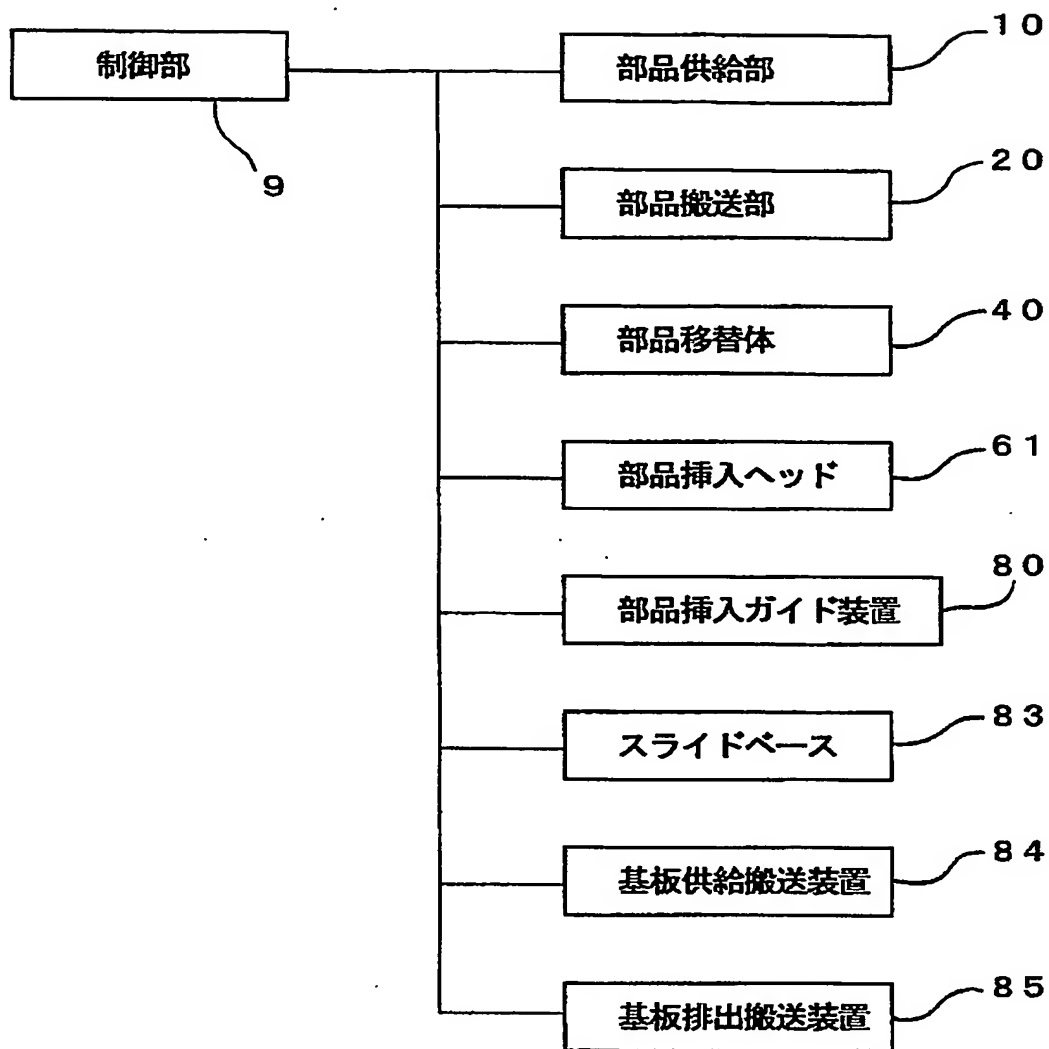 制御部
9
部品供給部
10
部品搬送部
20
部品移替体
40
部品挿入ヘッド
61
部品挿入ガイド装置
80
スライドベース
83
基板供給搬送装置
84
基板排出搬送装置
85